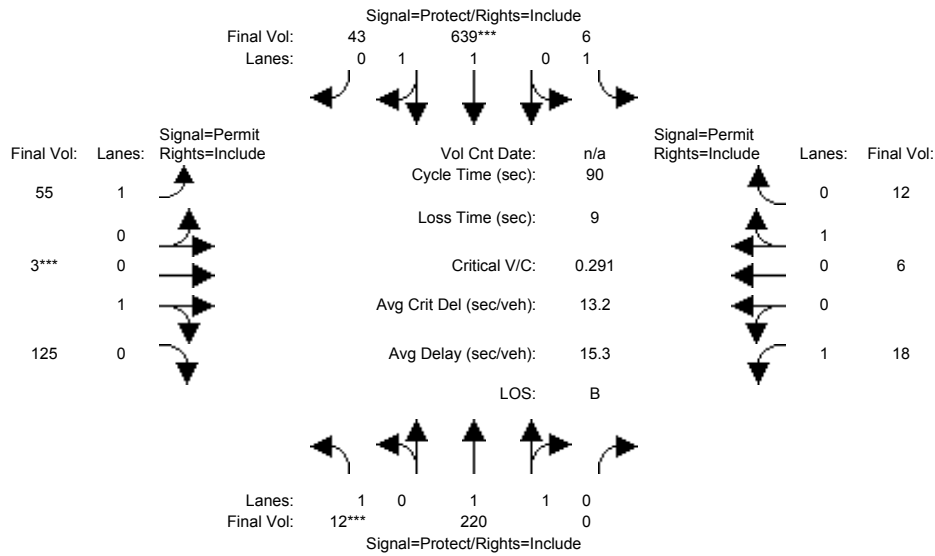 Signal=Protect/Rights=Include
Final Vol: 43 639*** 6
Lanes: 0 1 1 0 1
Signal=Permit Signal=Permit
Final Vol: Lanes: Rights=Include Vol Cnt Date: n/a Rights=Include Lanes: Final Vol:
Cycle Time (sec): 90
55 1 0 12
Loss Time (sec): 9
0 1
3*** 0 Critical V/C: 0.291 0 6
1 Avg Crit Del (sec/veh): 13.2 0
125 0 Avg Delay (sec/veh): 15.3 1 18
LOS: B
Lanes: 1 0 1 1 0
Final Vol: 12*** 220 0
Signal=Protect/Rights=Include